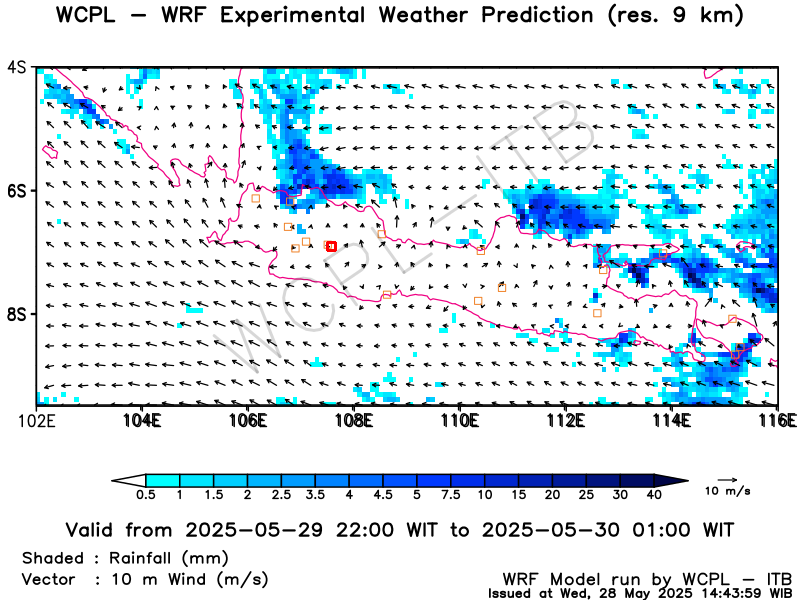 WCPL – WRF Experimental Weather Prediction (res. 9 km)
4S
6S
8S
WCPL–ITB
102E 104E 106E 108E 110E 112E 114E 116E
0.5 1 1.5 2 2.5 3.5 4.5 5.5 7.5 10 15 20 25 30 40
10 m/s
Valid from 2025–05–29 22:00 WIT to 2025–05–30 01:00 WIT
Shaded : Rainfall (mm)
Vector : 10 m Wind (m/s)
WRF Model run by WCPL – ITB
Issued at Wed, 28 May 2025 14:43:59 WIB